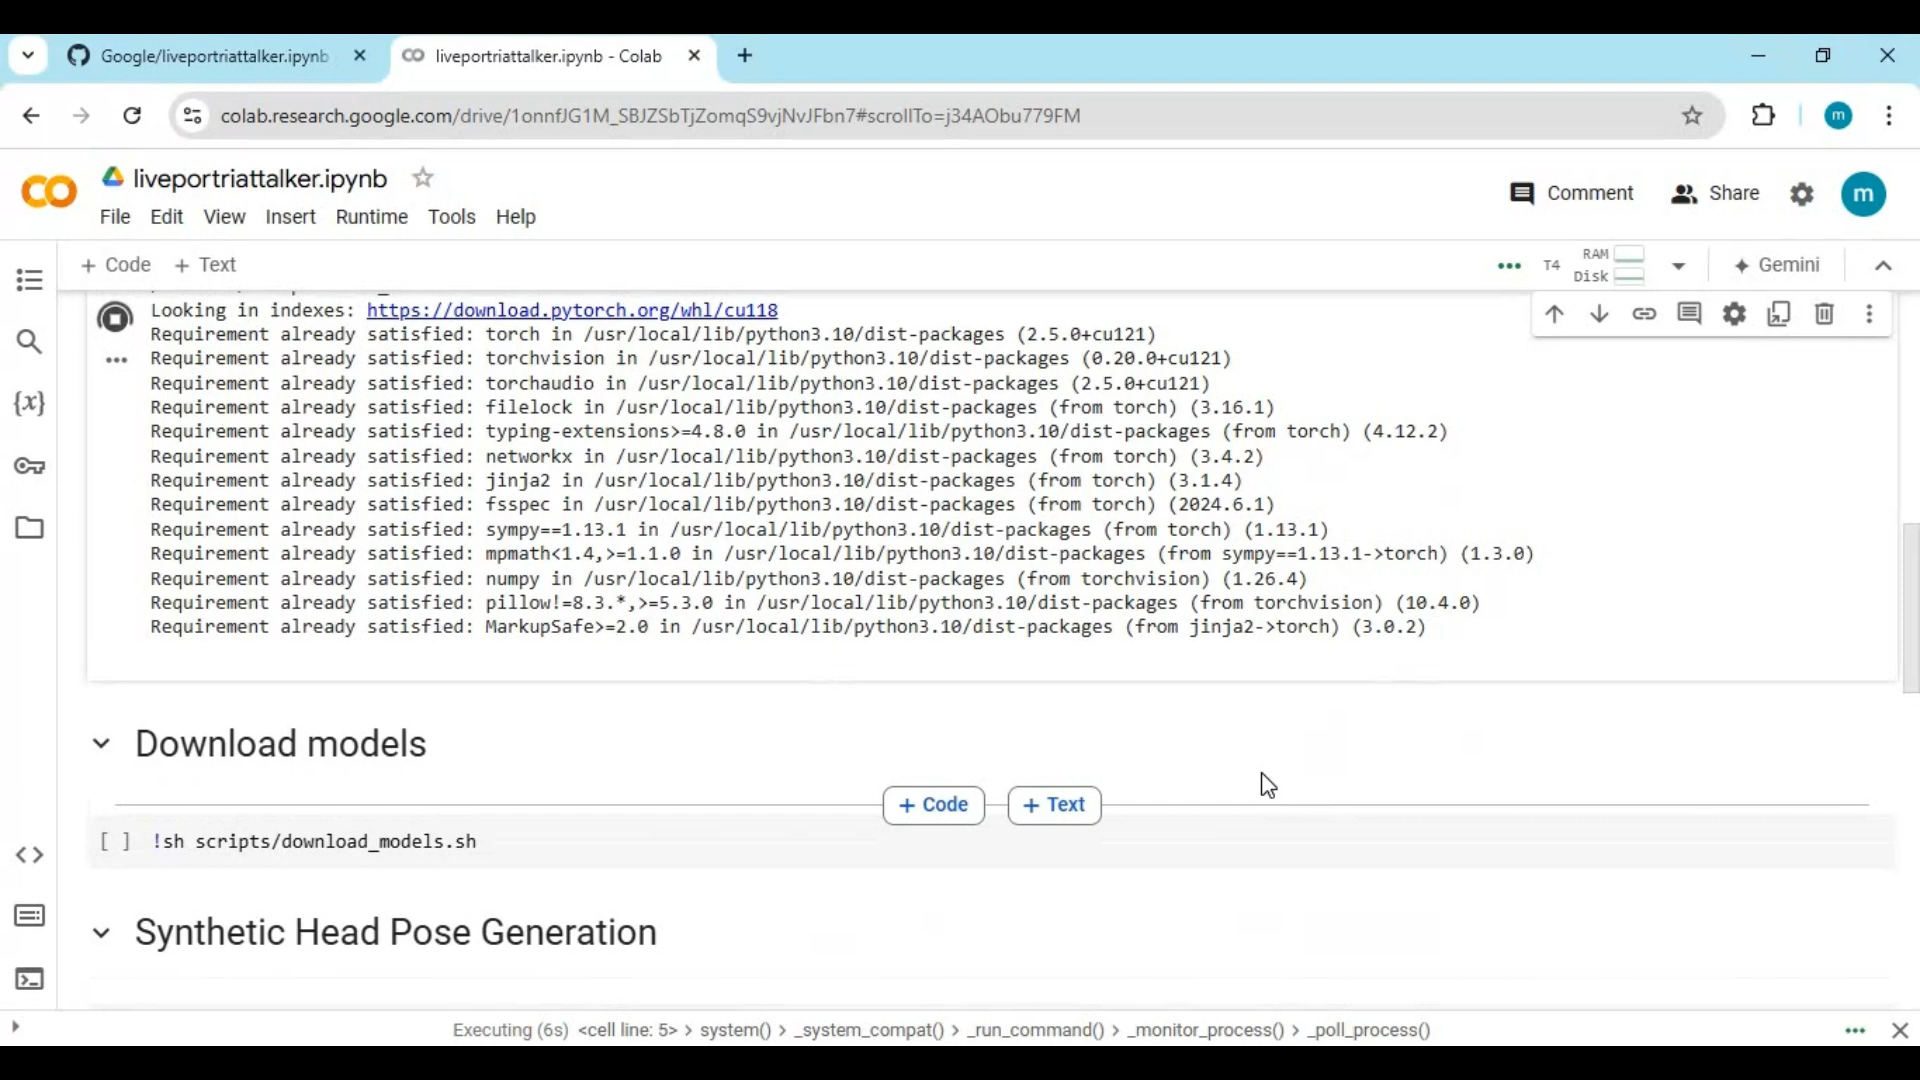 Google/liveportriattalker.ipynb
liveportriattalker.ipynb - Colab
colab.research.google.com/drive/1onnfJG1M_SBJZSbTjZomqS9vjNvJFbn7#scrollTo=j34AObu779FM
m
liveportriattalker.ipynb
Comment
Share
m
File Edit View Insert Runtime Tools Help
+ Code + Text
T4
RAM
Disk
Gemini
Looking in indexes: https://download.pytorch.org/whl/cu118
Requirement already satisfied: torch in /usr/local/lib/python3.10/dist-packages (2.5.0+cu121)
Requirement already satisfied: torchvision in /usr/local/lib/python3.10/dist-packages (0.20.0+cu121)
Requirement already satisfied: torchaudio in /usr/local/lib/python3.10/dist-packages (2.5.0+cu121)
Requirement already satisfied: filelock in /usr/local/lib/python3.10/dist-packages (from torch) (3.16.1)
Requirement already satisfied: typing-extensions>=4.8.0 in /usr/local/lib/python3.10/dist-packages (from torch) (4.12.2)
Requirement already satisfied: networkx in /usr/local/lib/python3.10/dist-packages (from torch) (3.4.2)
Requirement already satisfied: jinja2 in /usr/local/lib/python3.10/dist-packages (from torch) (3.1.4)
Requirement already satisfied: fsspec in /usr/local/lib/python3.10/dist-packages (from torch) (2024.6.1)
Requirement already satisfied: sympy==1.13.1 in /usr/local/lib/python3.10/dist-packages (from torch) (1.13.1)
Requirement already satisfied: mpmath<1.4,>=1.1.0 in /usr/local/lib/python3.10/dist-packages (from sympy==1.13.1->torch) (1.3.0)
Requirement already satisfied: numpy in /usr/local/lib/python3.10/dist-packages (from torchvision) (1.26.4)
Requirement already satisfied: pillow!=8.3.*,>=5.3.0 in /usr/local/lib/python3.10/dist-packages (from torchvision) (10.4.0)
Requirement already satisfied: MarkupSafe>=2.0 in /usr/local/lib/python3.10/dist-packages (from jinja2->torch) (3.0.2)
Download models
+ Code + Text
[ ] !sh scripts/download_models.sh
Synthetic Head Pose Generation
Executing (6s) <cell line: 5> > system() > _system_compat() > _run_command() > _monitor_process() > _poll_process()